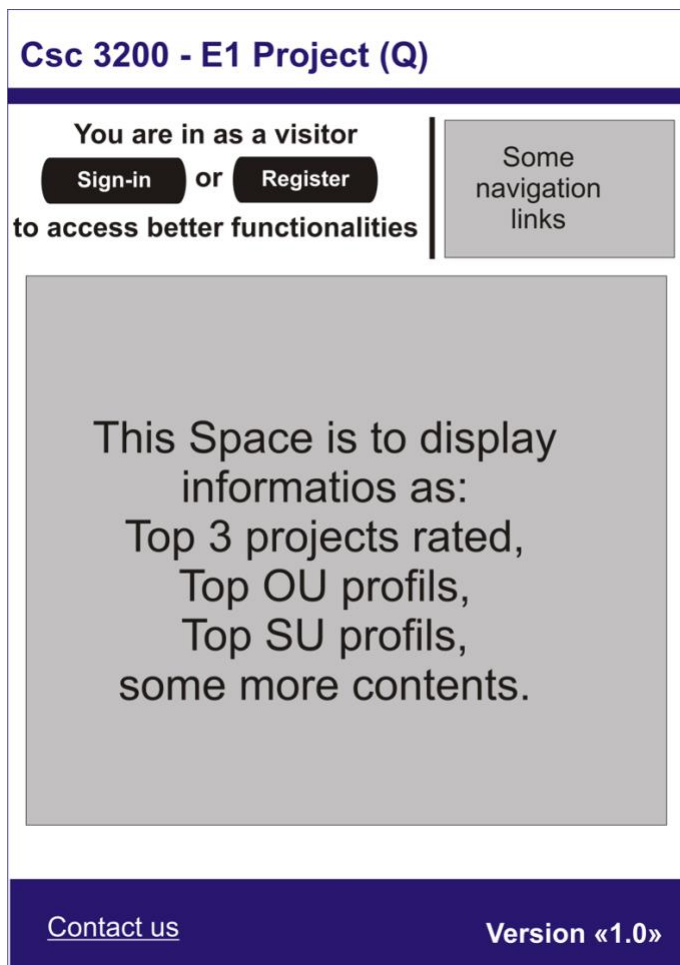 Csc 3200 - E1 Project (Q)
You are in as a visitor
Sign-in or Register
to access better functionalities
Some
navigation
links
This Space is to display
informatios as:
Top 3 projects rated,
Top OU profils,
Top SU profils,
some more contents.
Contact us
Version «1.0»